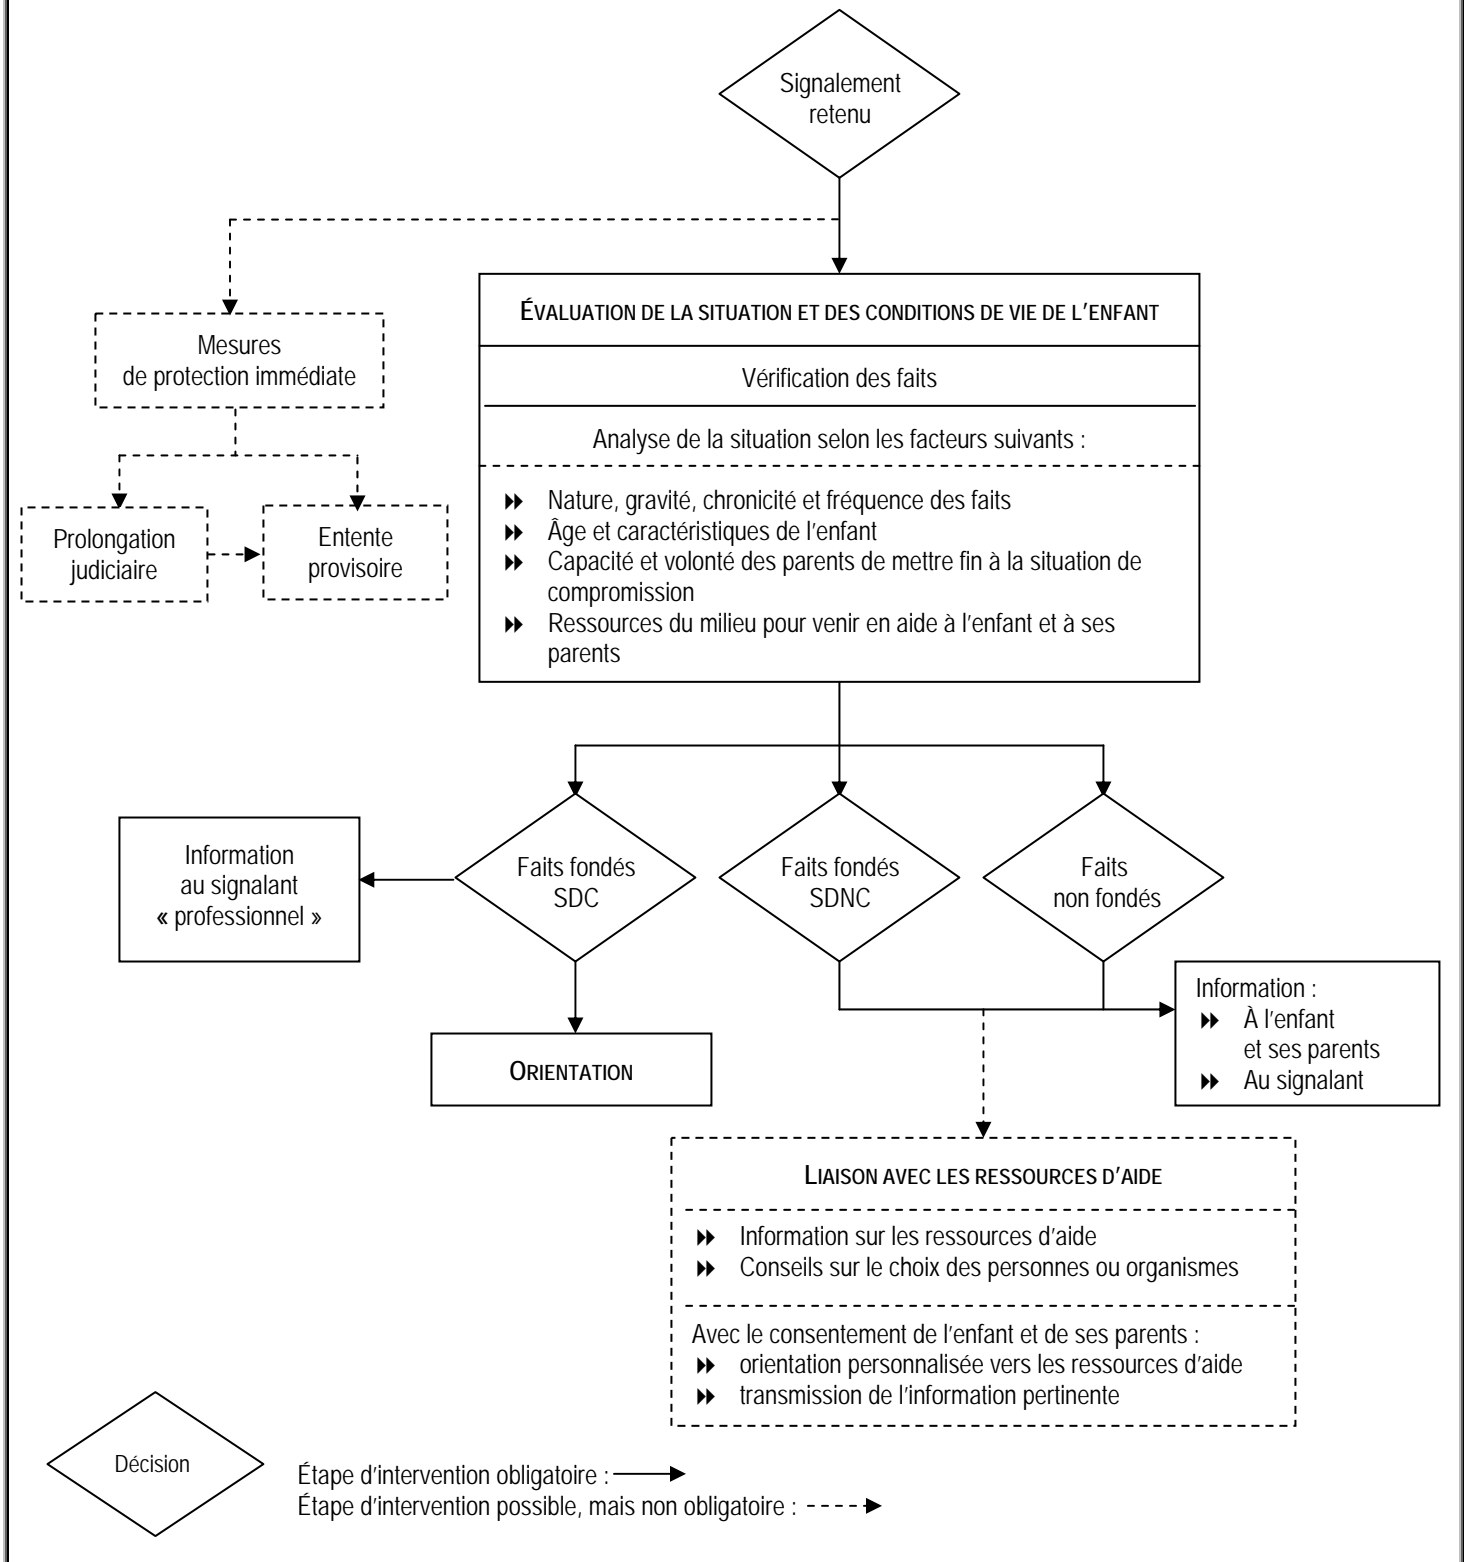 Signalement
retenu
ÉVALUATION DE LA SITUATION ET DES CONDITIONS DE VIE DE L'ENFANT
Vérification des faits
Analyse de la situation selon les facteurs suivants :
Nature, gravité, chronicité et fréquence des faits
Âge et caractéristiques de l'enfant
Capacité et volonté des parents de mettre fin à la situation de
compromission
Ressources du milieu pour venir en aide à l'enfant et à ses
parents
Mesures
de protection immédiate
Prolongation
judiciaire
Entente
provisoire
Information
au signalant
« professionnel »
Faits fondés
SDC
Faits fondés
SDNC
Faits
non fondés
ORIENTATION
Information :
À l'enfant
et ses parents
Au signalant
LIAISON AVEC LES RESSOURCES D'AIDE
Information sur les ressources d'aide
Conseils sur le choix des personnes ou organismes
Avec le consentement de l'enfant et de ses parents :
orientation personnalisée vers les ressources d'aide
transmission de l'information pertinente
Décision
Étape d'intervention obligatoire :
Étape d'intervention possible, mais non obligatoire :